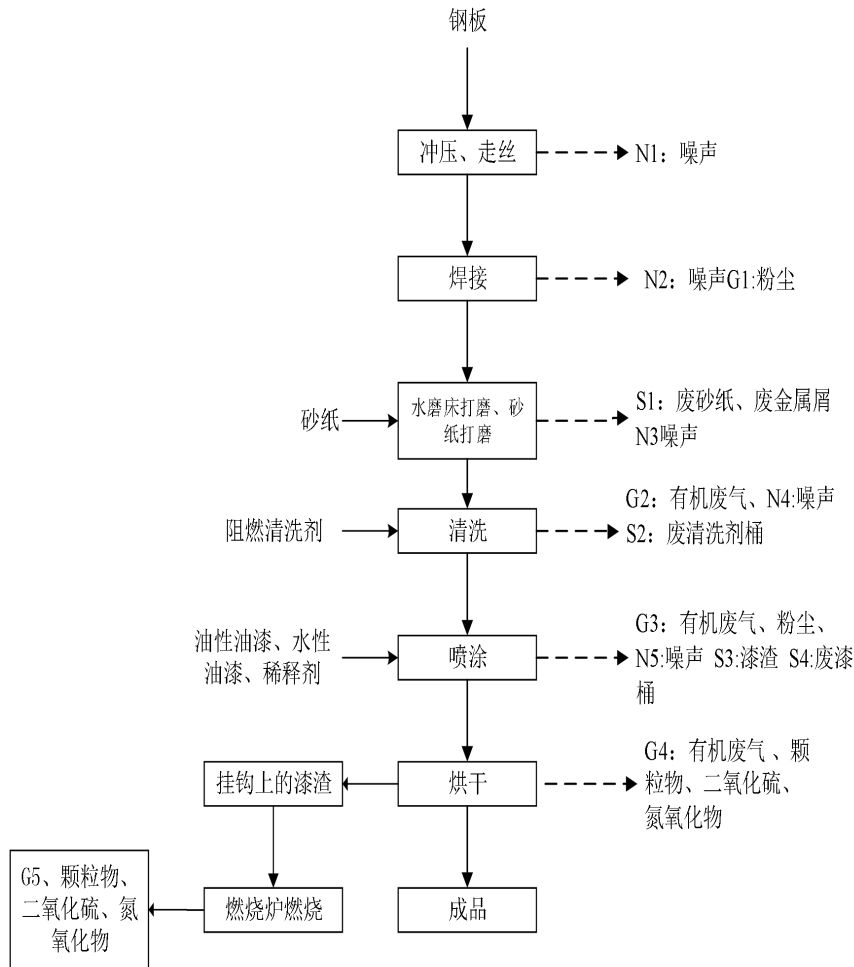 钢板
冲压、走丝
N1：噪声
焊接
N2：噪声G1:粉尘
砂纸
水磨床打磨、砂
纸打磨
S1：废砂纸、废金属屑
N3噪声
阻燃清洗剂
清洗
G2：有机废气、N4:噪声
S2：废清洗剂桶
油性油漆、水性
油漆、稀释剂
喷涂
G3：有机废气、粉尘、
N5:噪声 S3:漆渣 S4:废漆
桶
挂钩上的漆渣
烘干
G4：有机废气 、颗
粒物、二氧化硫、
氮氧化物
G5、颗粒物、
二氧化硫、氮
氧化物
燃烧炉燃烧
成品